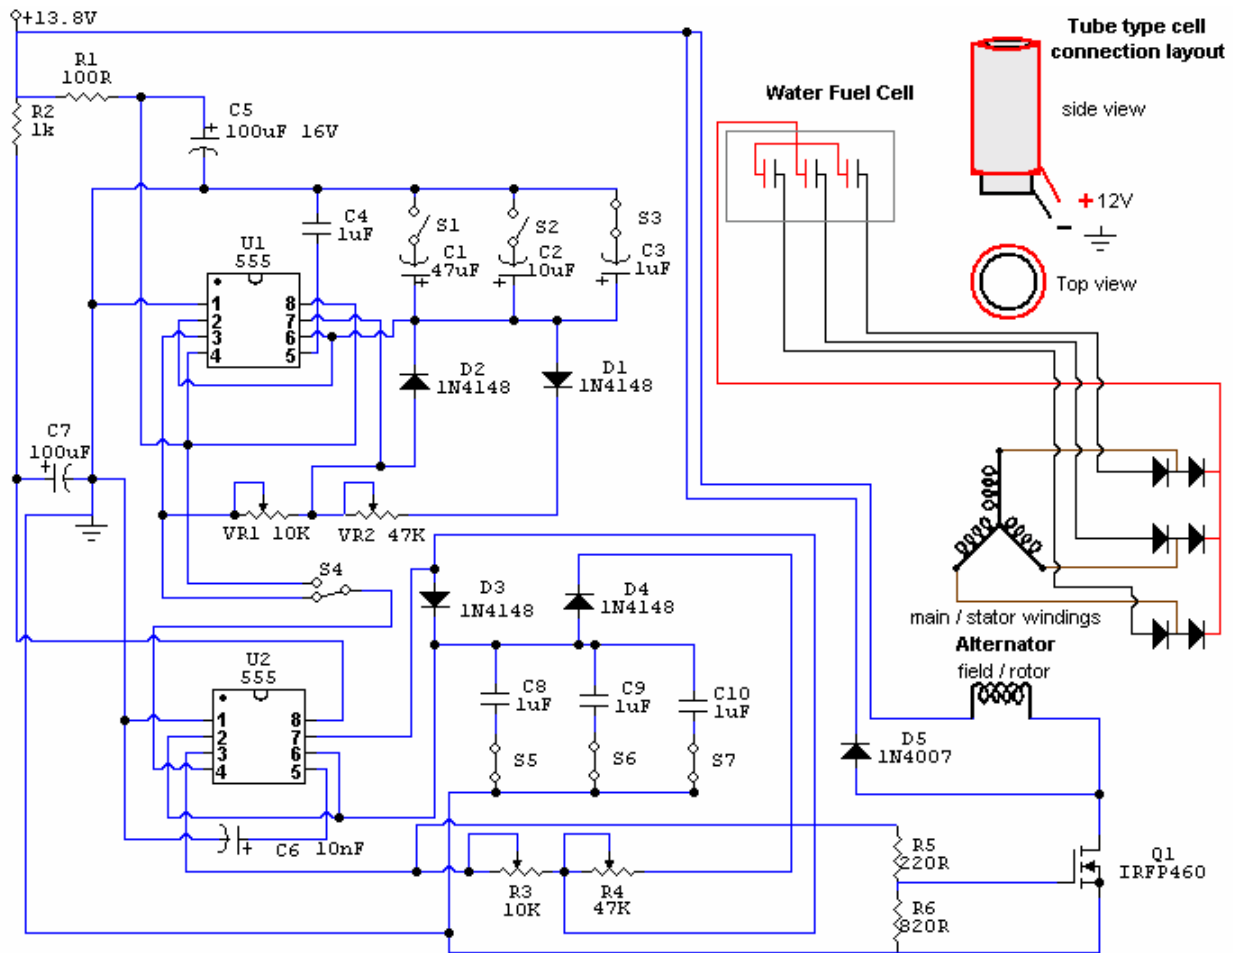 +13.8V
R1
100R
R2
1k
C5
100uF 16V
C4
1uF
S1
C1
47uF
S2
C2
10uF
S3
C3
1uF
U1
555
1
2
3
4
8
7
6
5
D2
1N4148
D1
1N4148
C7
100uF
VR1 10K
VR2 47K
S4
D3
1N4148
D4
1N4148
U2
555
1
2
3
4
8
7
6
5
C8
1uF
C9
1uF
C10
1uF
S5
S6
S7
C6 10nF
R3
10K
R4
47K
R5
220R
R6
820R
D5
1N4007
Q1
IRFP460
Water Fuel Cell
Tube type cell
connection layout
side view
+ 12V
-
Top view
main / stator windings
Alternator
field / rotor